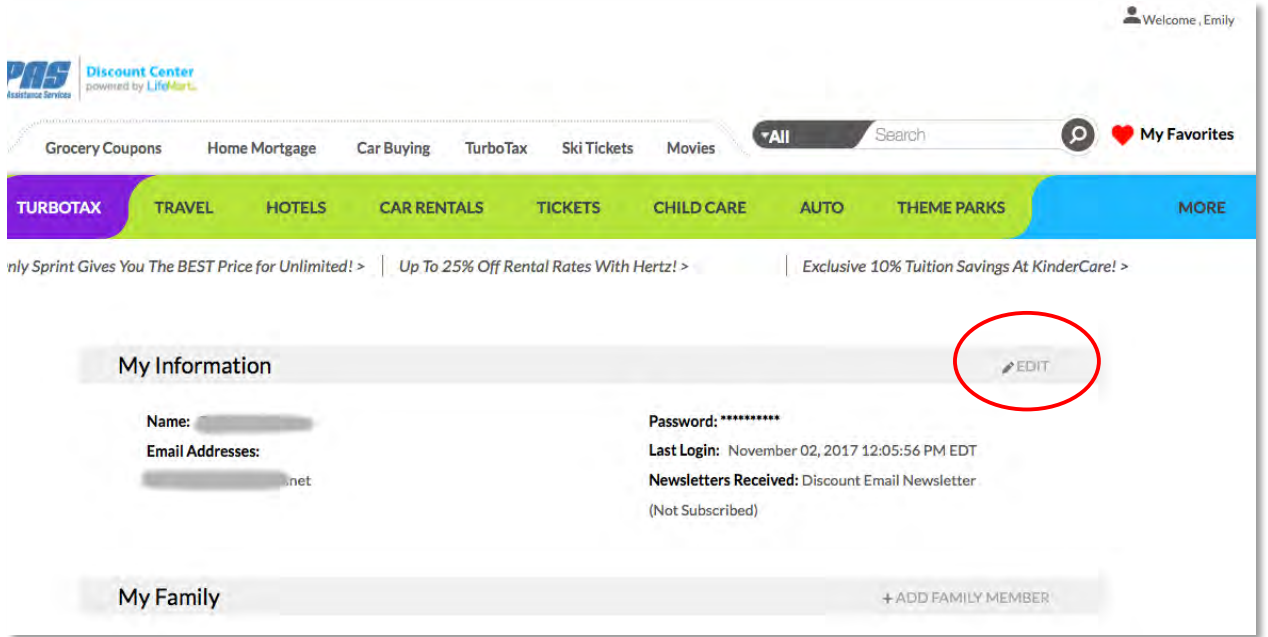 Welcome , Emily
PAS
Assistance Services
Discount Center
powered by LifeMart
Grocery Coupons Home Mortgage Car Buying TurboTax Ski Tickets Movies
All Search My Favorites
TURBOTAX TRAVEL HOTELS CAR RENTALS TICKETS CHILD CARE AUTO THEME PARKS MORE
nly Sprint Gives You The BEST Price for Unlimited! > Up To 25% Off Rental Rates With Hertz! > Exclusive 10% Tuition Savings At KinderCare! >
My Information EDIT
Name: Password: **********
Email Addresses: Last Login: November 02, 2017 12:05:56 PM EDT
.net Newsletters Received: Discount Email Newsletter
(Not Subscribed)
My Family + ADD FAMILY MEMBER